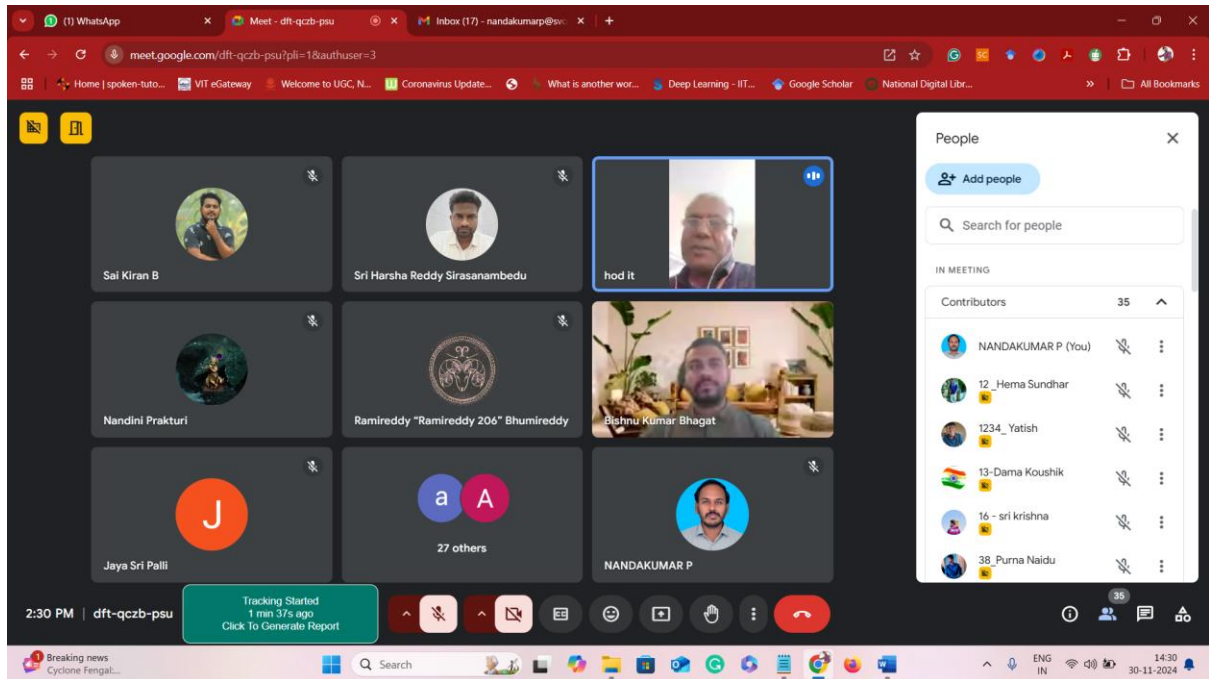 (1) WhatsApp
Meet - dft-qczb-psu
Inbox (17) - nandakumarp@svc
meet.google.com/dft-qczb-psu?pli=1&authuser=3
Home | spoken-tuto...
VIT eGateway
Welcome to UGC, N...
Coronavirus Update...
What is another wor...
Deep Learning - IIT...
Google Scholar
National Digital Libr...
»
All Bookmarks
Sai Kiran B
Sri Harsha Reddy Sirasanambedu
hod it
Nandini Prakturi
Ramireddy "Ramireddy 206" Bhumireddy
Bishnu Kumar Bhagat
J
Jaya Sri Palli
a A
27 others
NANDAKUMAR P
People
Add people
Search for people
IN MEETING
Contributors 35
NANDAKUMAR P (You)
12 _Hema Sundhar
1234_ Yatish
13-Dama Koushik
16 - sri krishna
38_Purna Naidu
2:30 PM | dft-qczb-psu
Tracking Started
1 min 37s ago
Click To Generate Report
35
Breaking news
Cyclone Fengal:...
Search
ENG
IN
14:30
30-11-2024